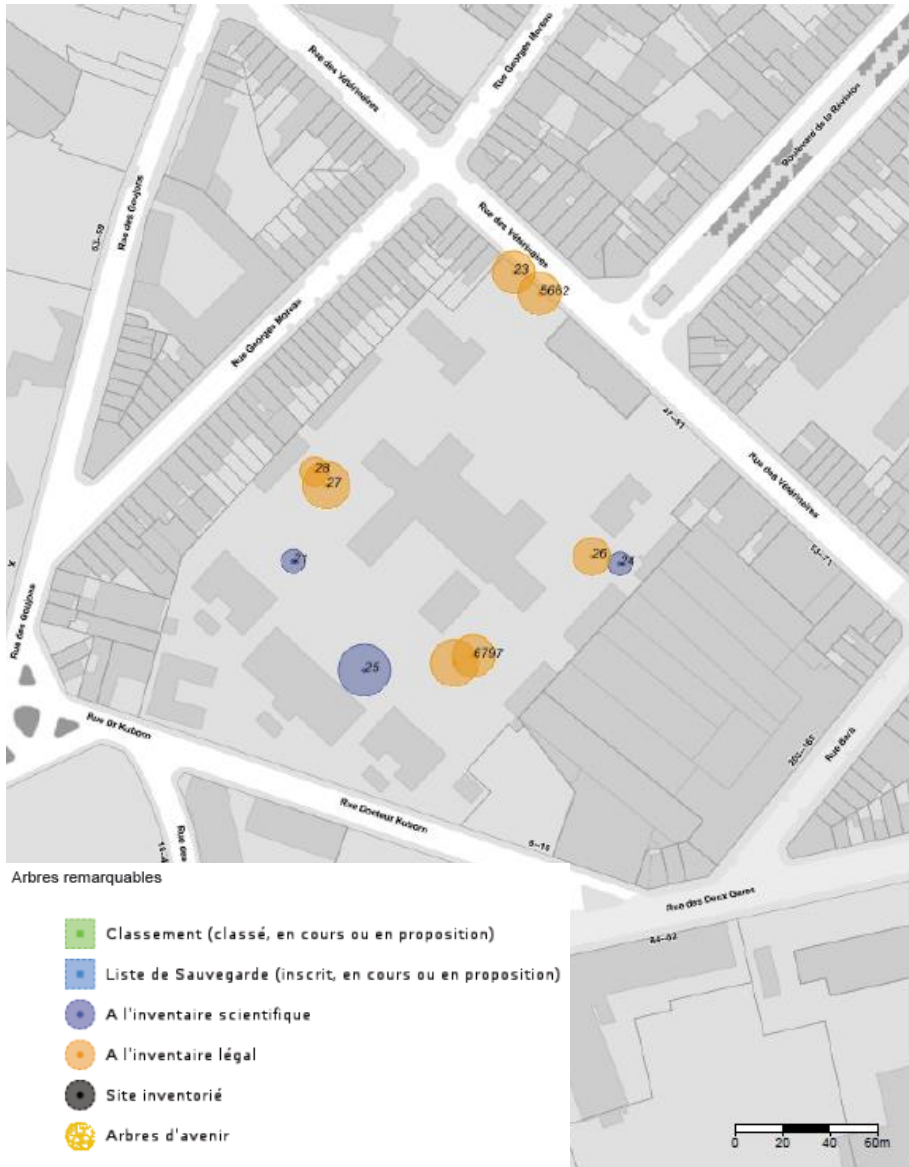 Rue des Vétérinaires
Rue Georges Moreau
Boulevard de la Révision
Rue des Goujons
53--59
Rue des Vétérinaires
23
5662
Rue Georges Moreau
47--51
28
27
Rue des Vétérinaires
53--71
21
26
24
Rue des Goujons
6797
25
Rue Dr Kuborn
Rue Bara
Rue Docteur Kuborn
Rue des
Rue des Deux Gares
Arbres remarquables
Classement (classé, en cours ou en proposition)
Liste de Sauvegarde (inscrit, en cours ou en proposition)
A l'inventaire scientifique
A l'inventaire légal
Site inventorié
Arbres d'avenir
0 20 40 60m